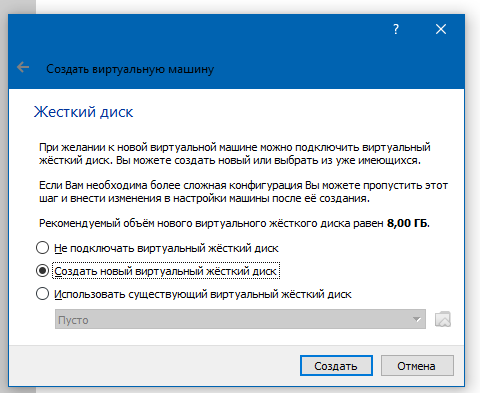 ?
Создать виртуальную машину
Жесткий диск
При желании к новой виртуальной машине можно подключить виртуальный
жёсткий диск. Вы можете создать новый или выбрать из уже имеющихся.
Если Вам необходима более сложная конфигурация Вы можете пропустить этот
шаг и внести изменения в настройки машины после её создания.
Рекомендуемый объём нового виртуального жёсткого диска равен 8,00 ГБ.
Не подключать виртуальный жёсткий диск
Создать новый виртуальный жёсткий диск
Использовать существующий виртуальный жёсткий диск
Пусто
Создать
Отмена